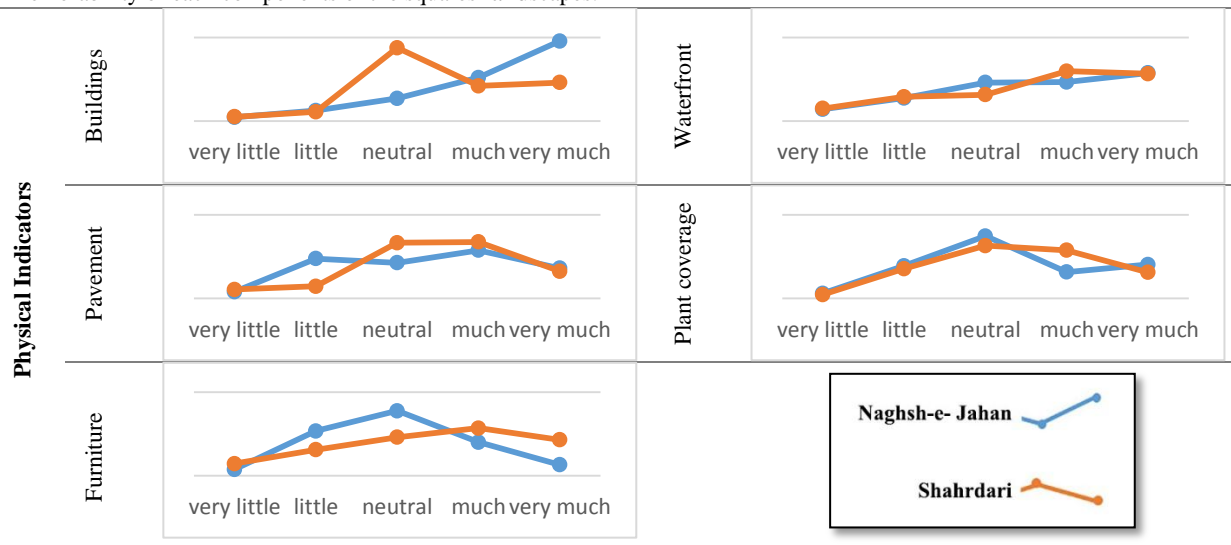 Physical Indicators
Buildings
very little little neutral much very much
Waterfront
very little little neutral much very much
Pavement
very little little neutral much very much
Plant coverage
very little little neutral much very much
Furniture
very little little neutral much very much
Naghsh-e- Jahan
Shahrdari